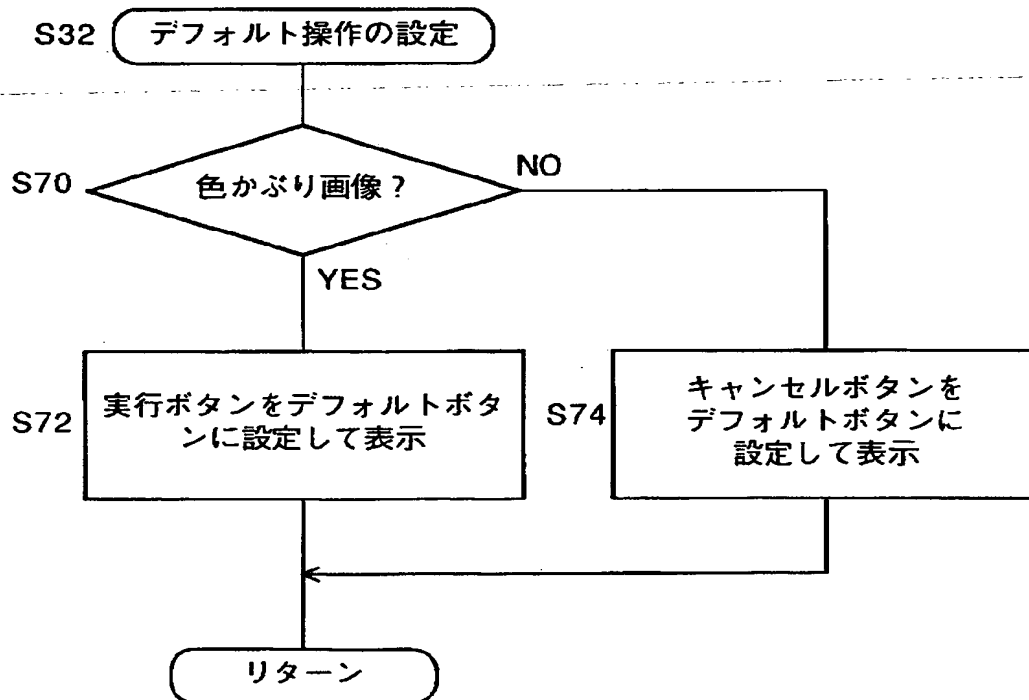 S32 デフォルト操作の設定
S70 色かぶり画像？ NO
YES
S72 実行ボタンをデフォルトボタ
ンに設定して表示
S74 キャンセルボタンを
デフォルトボタンに
設定して表示
リターン